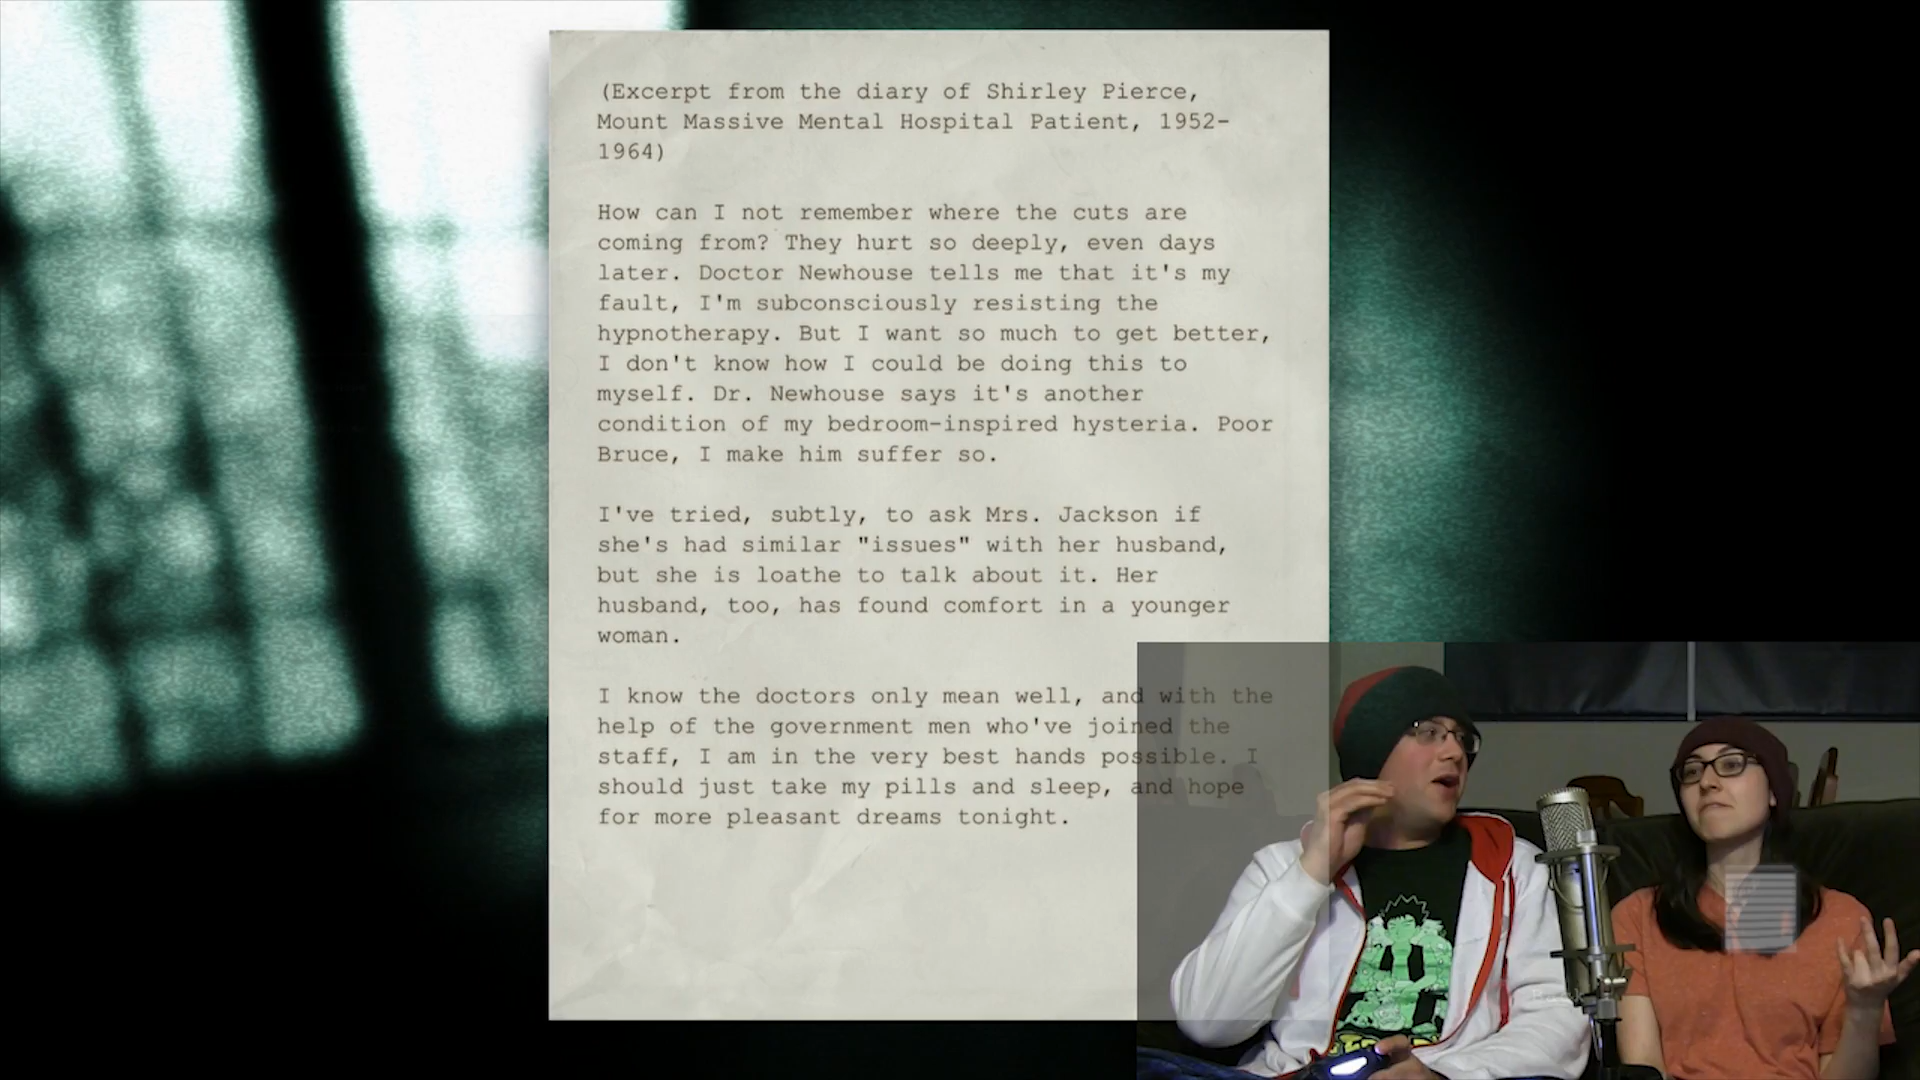 (Excerpt from the diary of Shirley Pierce,
Mount Massive Mental Hospital Patient, 1952-
1964)
How can I not remember where the cuts are
coming from? They hurt so deeply, even days
later. Doctor Newhouse tells me that it's my
fault, I'm subconsciously resisting the
hypnotherapy. But I want so much to get better,
I don't know how I could be doing this to
myself. Dr. Newhouse says it's another
condition of my bedroom-inspired hysteria. Poor
Bruce, I make him suffer so.
I've tried, subtly, to ask Mrs. Jackson if
she's had similar "issues" with her husband,
but she is loathe to talk about it. Her
husband, too, has found comfort in a younger
woman.
I know the doctors only mean well, and with the
help of the government men who've joined the
staff, I am in the very best hands possible. I
should just take my pills and sleep, and hope
for more pleasant dreams tonight.